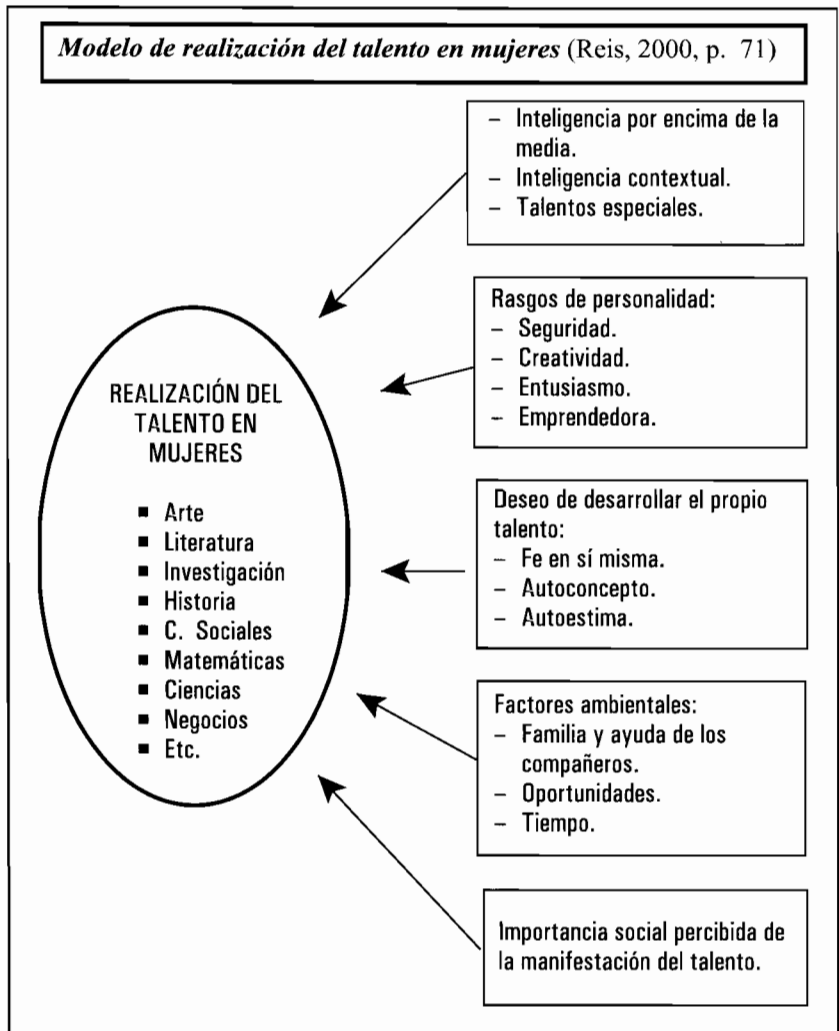 Modelo de realización del talento en mujeres (Reis, 2000, p. 71)
– Inteligencia por encima de la
media.
– Inteligencia contextual.
– Talentos especiales.
Rasgos de personalidad:
– Seguridad.
– Creatividad.
– Entusiasmo.
– Emprendedora.
REALIZACIÓN DEL
TALENTO EN
MUJERES
■ Arte
■ Literatura
■ Investigación
■ Historia
■ C. Sociales
■ Matemáticas
■ Ciencias
■ Negocios
■ Etc.
Deseo de desarrollar el propio
talento:
– Fe en sí misma.
– Autoconcepto.
– Autoestima.
Factores ambientales:
– Familia y ayuda de los
compañeros.
– Oportunidades.
– Tiempo.
Importancia social percibida de
la manifestación del talento.